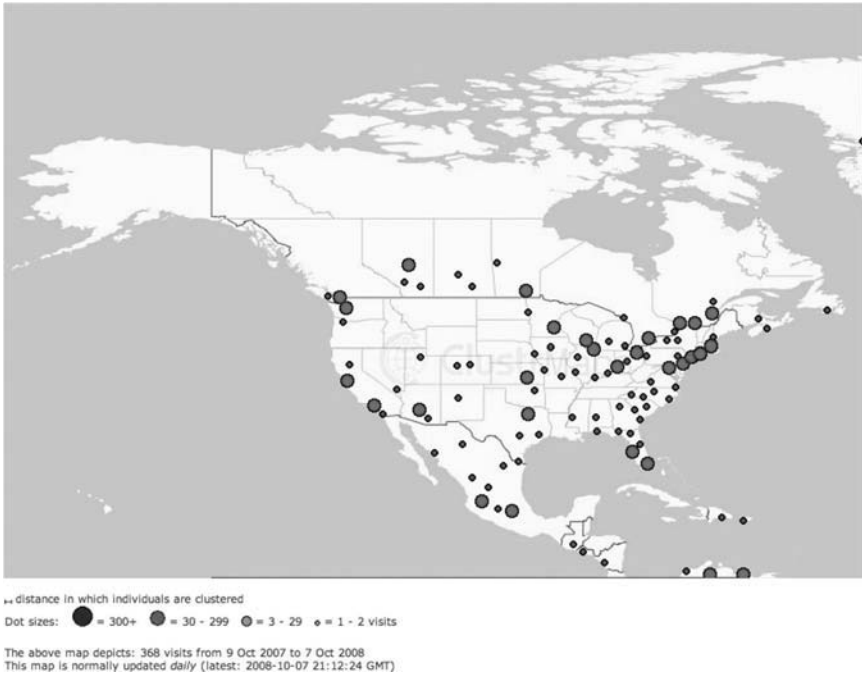 ClustrMaps
distance in which individuals are clustered
Dot sizes: = 300+ = 30 - 299 = 3 - 29 = 1 - 2 visits
The above map depicts: 368 visits from 9 Oct 2007 to 7 Oct 2008
This map is normally updated daily (latest: 2008-10-07 21:12:24 GMT)